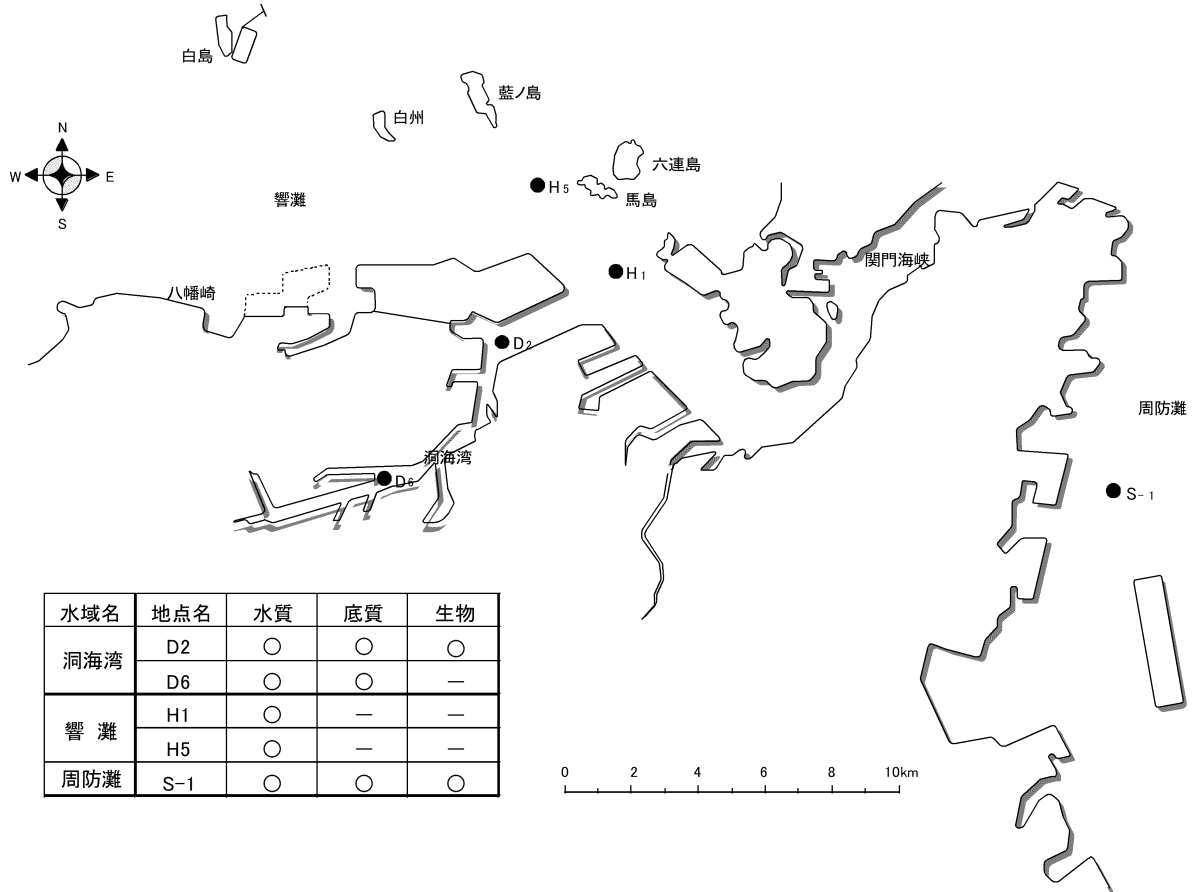 白島
藍ノ島
白州
N
W E
S
六連島
H5
馬島
響灘
関門海峡
H1
八幡崎
D2
周防灘
洞海湾
D6
S-1
水域名 地点名 水質 底質 生物
洞海湾 D2 ○ ○ ○
D6 ○ ○ －
響 灘 H1 ○ － －
H5 ○ － －
周防灘 S-1 ○ ○ ○
0 2 4 6 8 10km